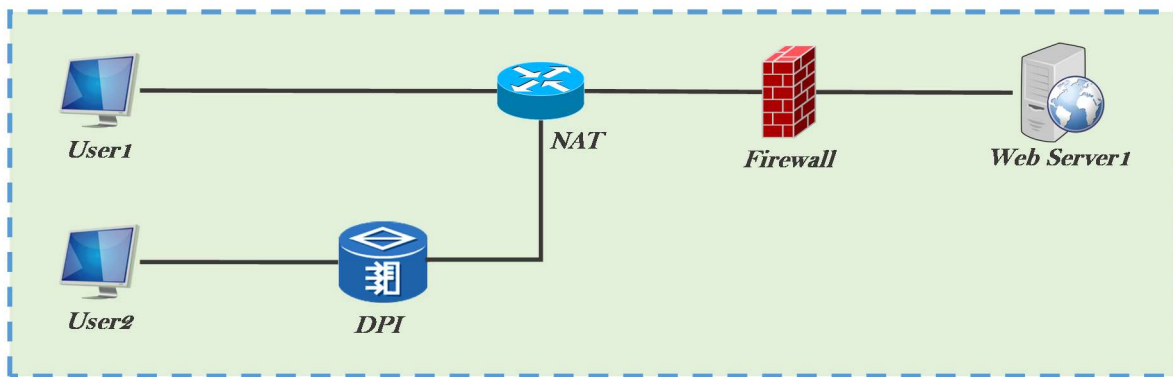 User1
NAT
Firewall
Web Server1
User2
DPI